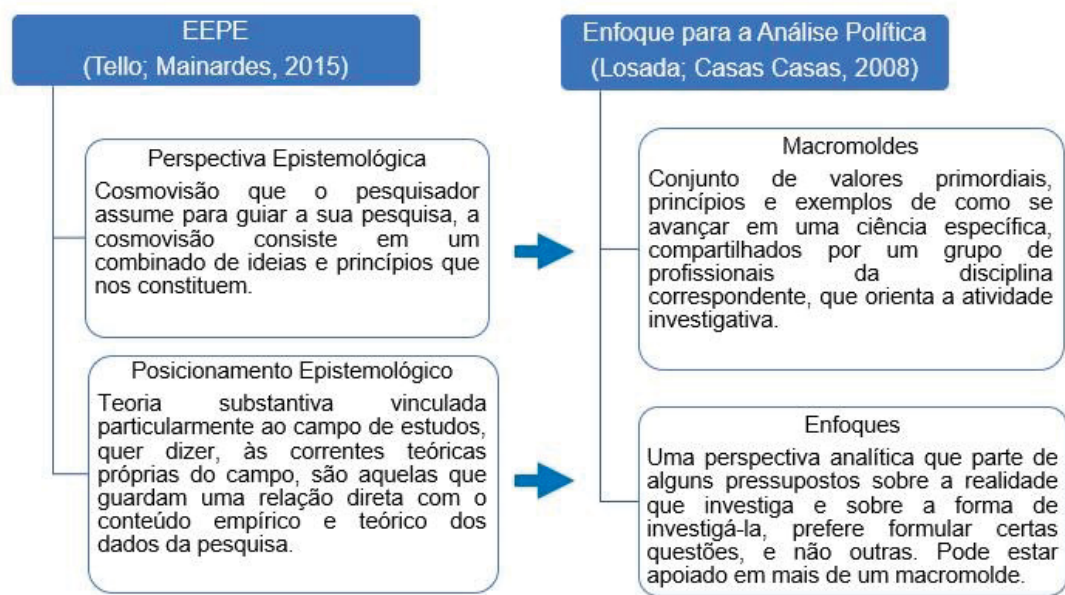 EEPE
(Tello; Mainardes, 2015)
Perspectiva Epistemológica
Cosmovisão que o pesquisador
assume para guiar a sua pesquisa, a
cosmovisão consiste em um
combinado de ideias e princípios que
nos constituem.
Posicionamento Epistemológico
Teoria substantiva vinculada
particularmente ao campo de estudos,
quer dizer, às correntes teóricas
próprias do campo, são aquelas que
guardam uma relação direta com o
conteúdo empírico e teórico dos
dados da pesquisa.
Enfoque para a Análise Política
(Losada; Casas Casas, 2008)
Macromoldes
Conjunto de valores primordiais,
princípios e exemplos de como se
avançar em uma ciência específica,
compartilhados por um grupo de
profissionais da disciplina
correspondente, que orienta a atividade
investigativa.
Enfoques
Uma perspectiva analítica que parte de
alguns pressupostos sobre a realidade
que investiga e sobre a forma de
investigá-la, prefere formular certas
questões, e não outras. Pode estar
apoiado em mais de um macromolde.